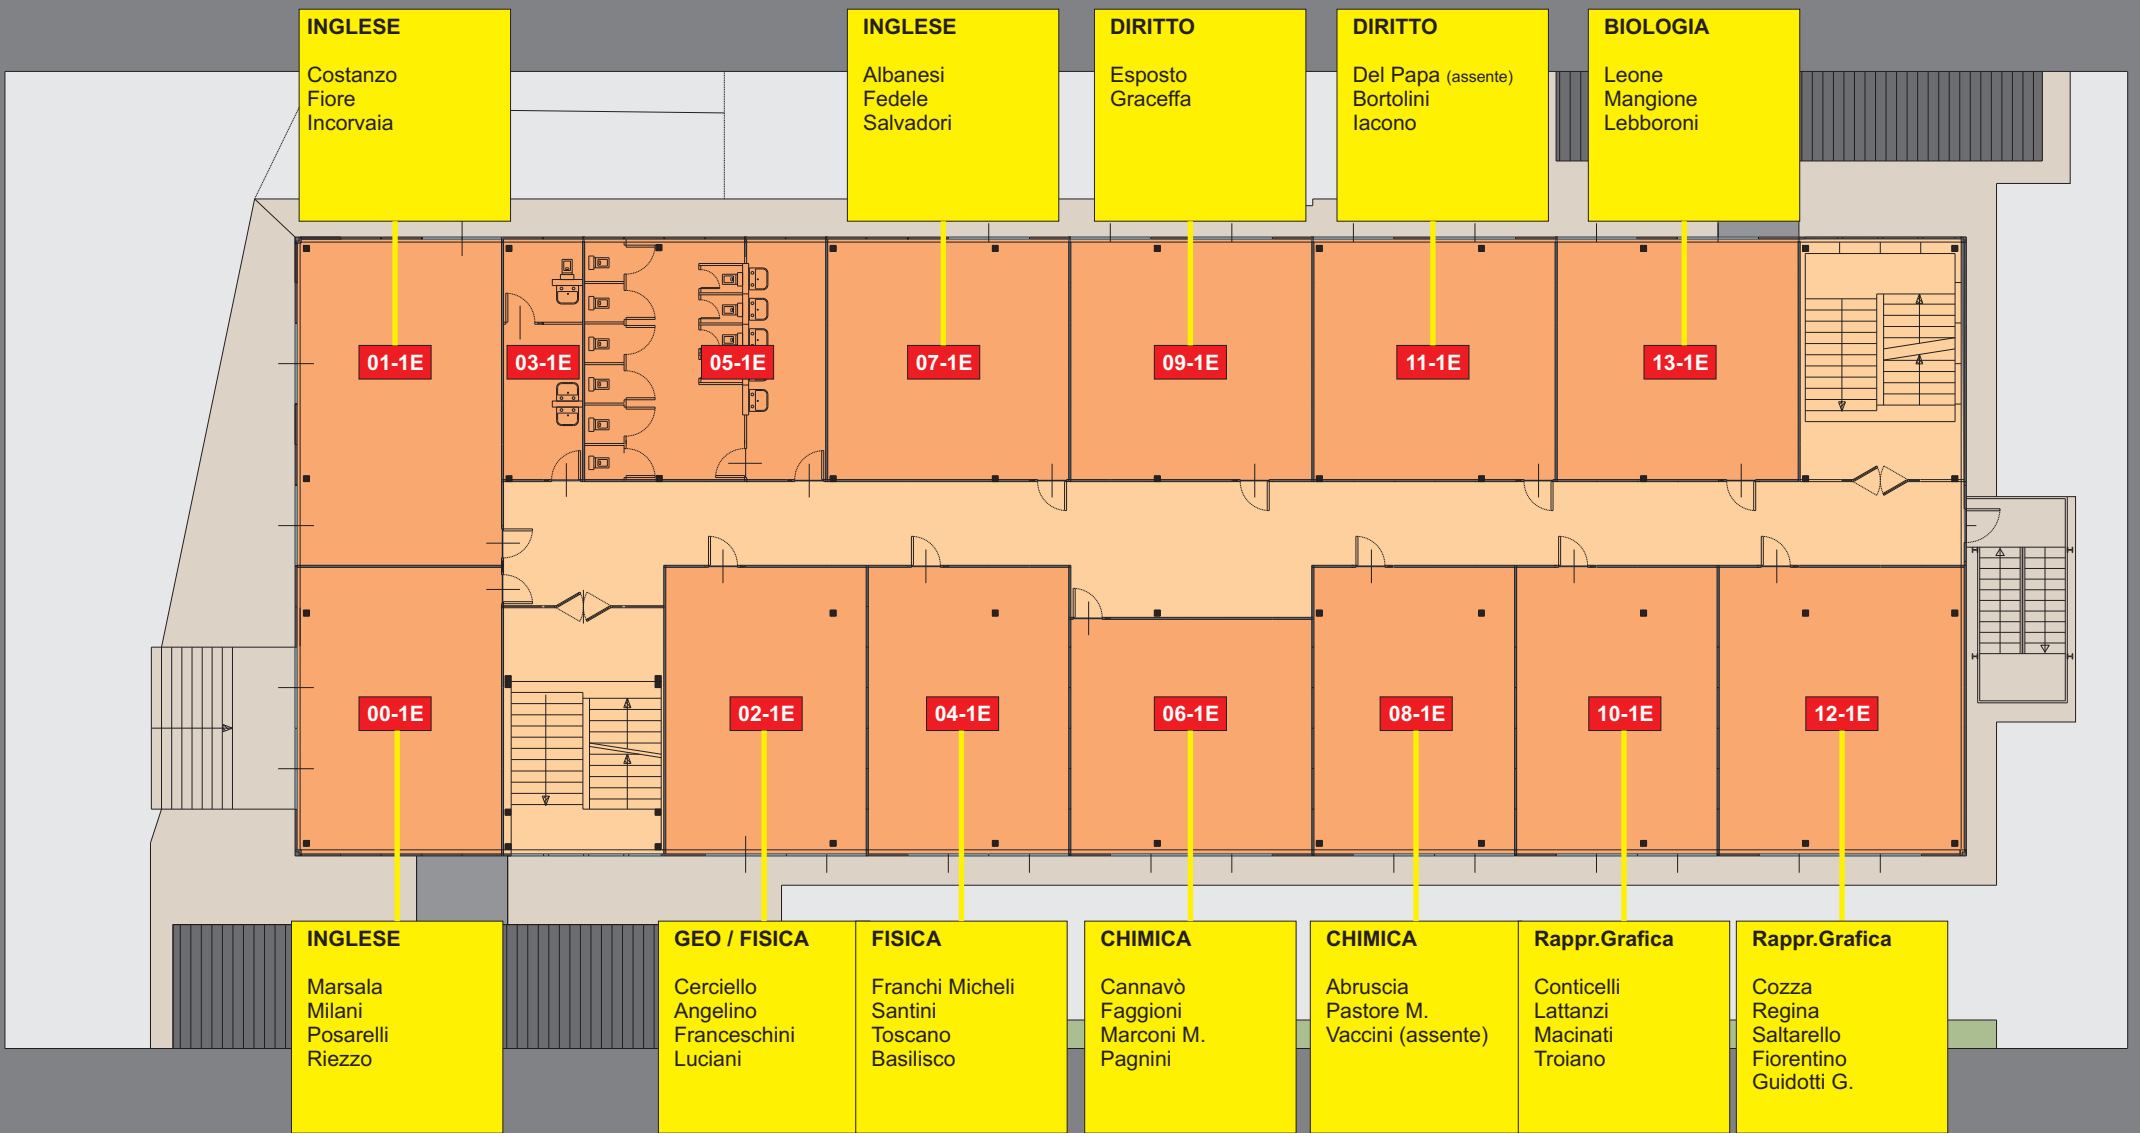 INGLESE
Costanzo
Fiore
Incorvaia
INGLESE
Albanesi
Fedele
Salvadori
DIRITTO
Esposto
Graceffa
DIRITTO
Del Papa (assente)
Bortolini
Iacono
BIOLOGIA
Leone
Mangione
Lebboroni
01-1E
03-1E
05-1E
07-1E
09-1E
11-1E
13-1E
00-1E
02-1E
04-1E
06-1E
08-1E
10-1E
12-1E
INGLESE
Marsala
Milani
Posarelli
Riezzo
GEO / FISICA
Cerciello
Angelino
Franceschini
Luciani
FISICA
Franchi Micheli
Santini
Toscano
Basilisco
CHIMICA
Cannavò
Faggioni
Marconi M.
Pagnini
CHIMICA
Abruscia
Pastore M.
Vaccini (assente)
Rappr.Grafica
Conticelli
Lattanzi
Macinati
Troiano
Rappr.Grafica
Cozza
Regina
Saltarello
Fiorentino
Guidotti G.